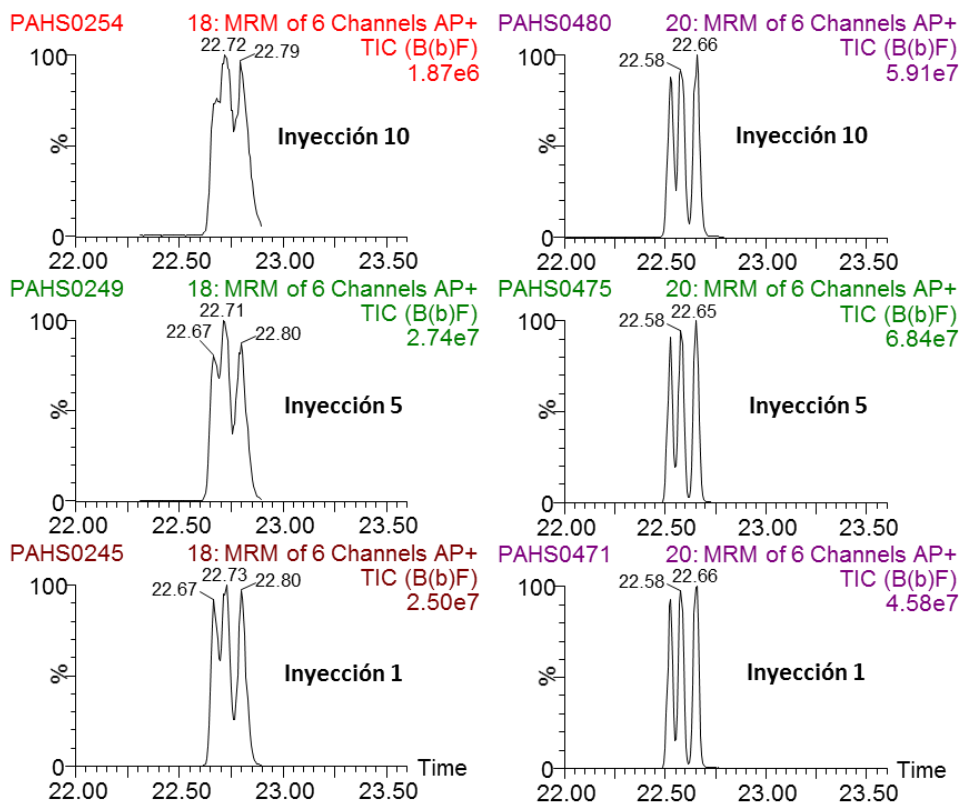 PAHS0254 18: MRM of 6 Channels AP+
TIC (B(b)F)
1.87e6
100
%
0
22.72
22.79
Inyección 10
22.00 22.50 23.00 23.50
PAHS0480 20: MRM of 6 Channels AP+
TIC (B(b)F)
5.91e7
100
%
0
22.58
22.66
Inyección 10
22.00 22.50 23.00 23.50
PAHS0249 18: MRM of 6 Channels AP+
TIC (B(b)F)
2.74e7
100
%
0
22.67
22.71
22.80
Inyección 5
22.00 22.50 23.00 23.50
PAHS0475 20: MRM of 6 Channels AP+
TIC (B(b)F)
6.84e7
100
%
0
22.58
22.65
Inyección 5
22.00 22.50 23.00 23.50
PAHS0245 18: MRM of 6 Channels AP+
TIC (B(b)F)
2.50e7
100
%
0
22.67
22.73
22.80
Inyección 1
Time
22.00 22.50 23.00 23.50
PAHS0471 20: MRM of 6 Channels AP+
TIC (B(b)F)
4.58e7
100
%
0
22.58
22.66
Inyección 1
Time
22.00 22.50 23.00 23.50